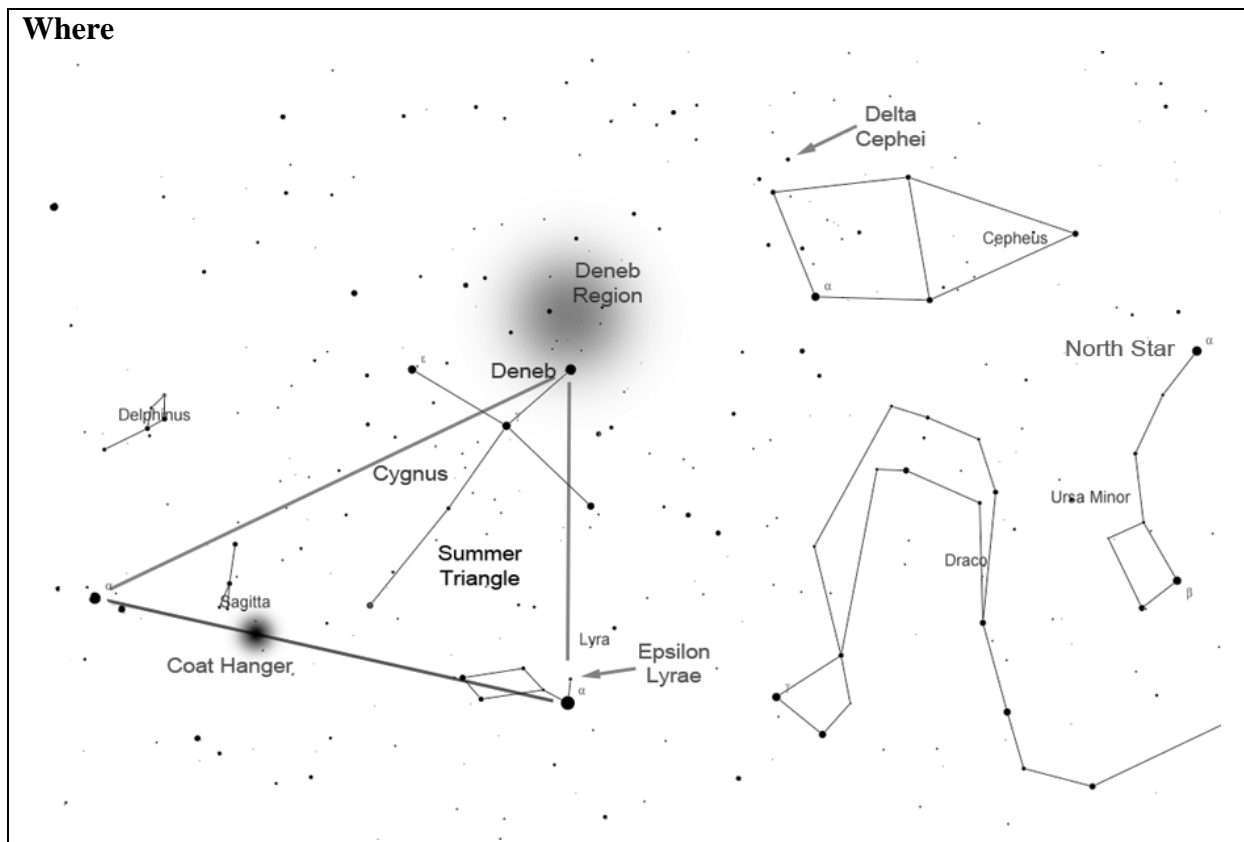 Where
Delta
Cephei
Cepheus
α
Deneb
Region
α
North Star
ε
Deneb
γ
Delphinus
Cygnus
Ursa Minor
Summer
Triangle
Draco
α
β
Sagitta
Lyra
Coat Hanger
Epsilon
Lyrae
α
γ